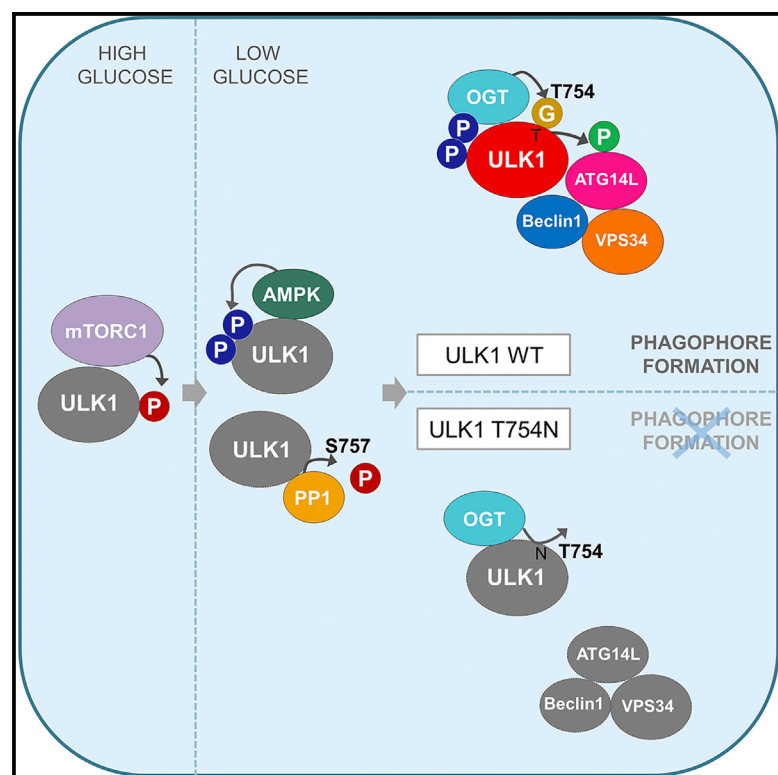 HIGH
GLUCOSE
LOW
GLUCOSE
mTORC1
ULK1
P
AMPK
P
P
ULK1
ULK1
S757
P
PP1
OGT
T754
G
P
P
T
P
ULK1
ATG14L
Beclin1
VPS34
ULK1 WT
PHAGOPHORE
FORMATION
ULK1 T754N
PHAGOPHORE
FORMATION
OGT
N
T754
ULK1
ATG14L
Beclin1
VPS34